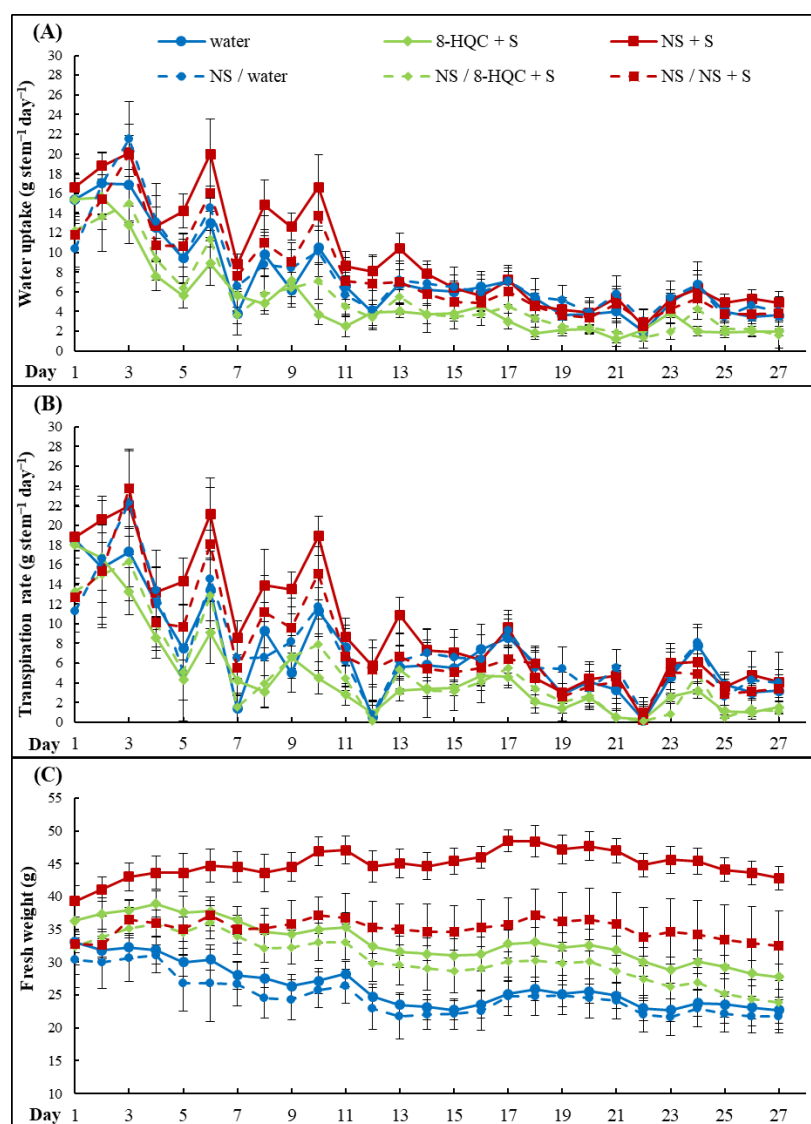 (A)
water
8-HQC + S
NS + S
NS / water
NS / 8-HQC + S
NS / NS + S
Water uptake (g stem⁻¹ day⁻¹)
30
28
26
24
22
20
18
16
14
12
10
8
6
4
2
0
Day
1 3 5 7 9 11 13 15 17 19 21 23 25 27
(B)
Transpiration rate (g stem⁻¹ day⁻¹)
30
28
26
24
22
20
18
16
14
12
10
8
6
4
2
0
Day
1 3 5 7 9 11 13 15 17 19 21 23 25 27
(C)
Fresh weight (g)
55
50
45
40
35
30
25
20
15
10
Day
1 3 5 7 9 11 13 15 17 19 21 23 25 27